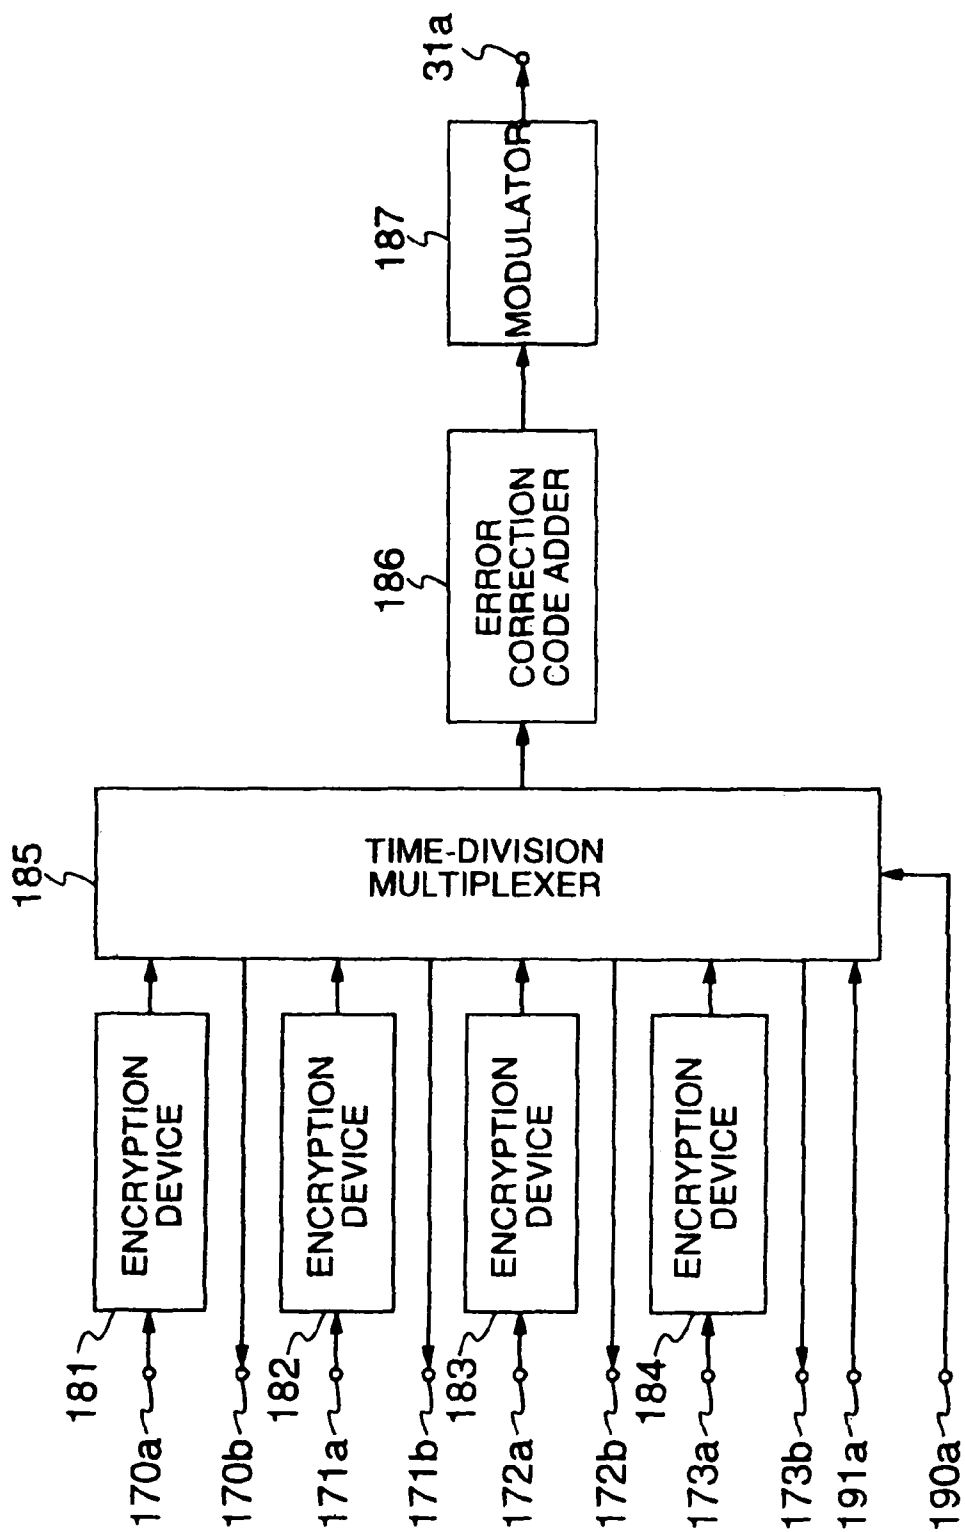 31a
187
MODULATOR
186
ERROR
CORRECTION
CODE ADDER
185
TIME-DIVISION
MULTIPLEXER
181
ENCRYPTION
DEVICE
182
ENCRYPTION
DEVICE
183
ENCRYPTION
DEVICE
184
ENCRYPTION
DEVICE
170a
170b
171a
171b
172a
172b
173a
173b
191a
190a